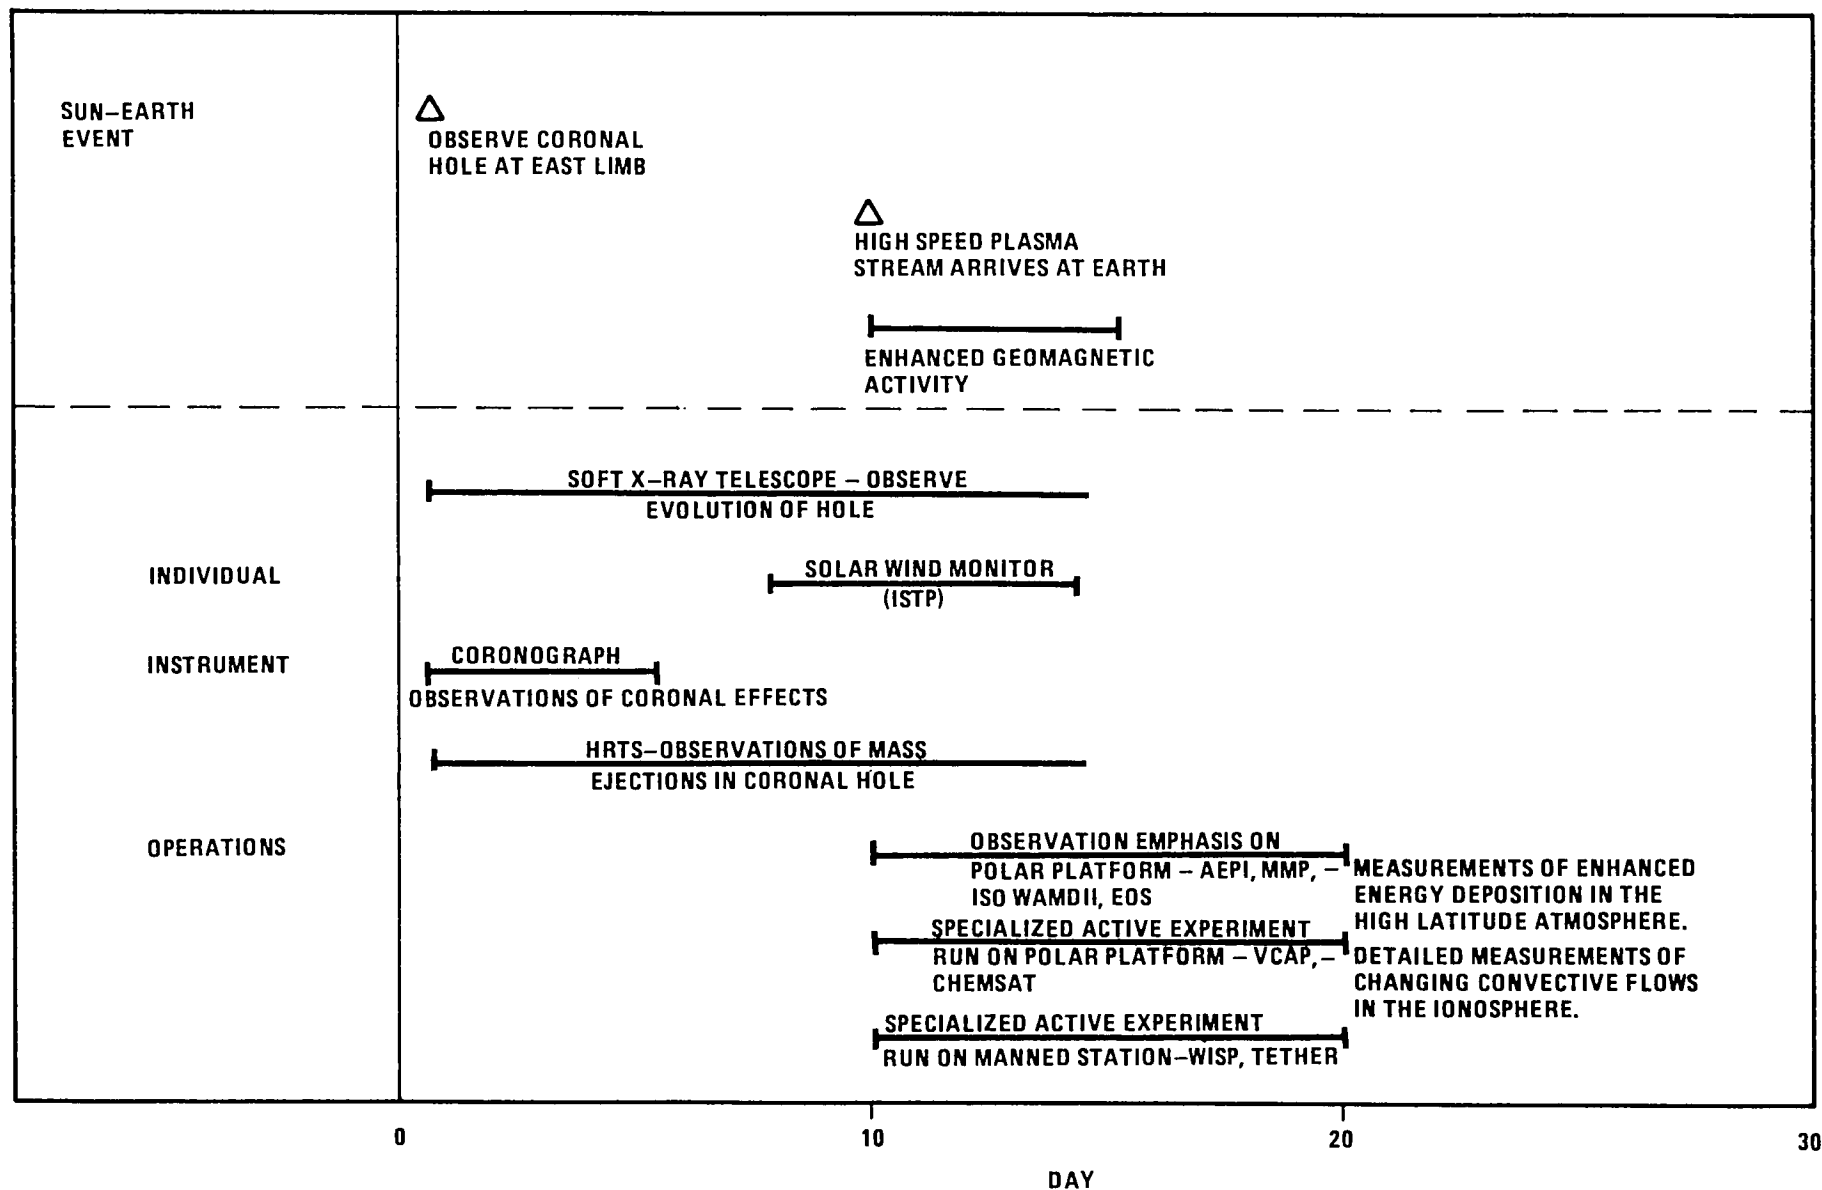 SUN–EARTH
EVENT
OBSERVE CORONAL
HOLE AT EAST LIMB
HIGH SPEED PLASMA
STREAM ARRIVES AT EARTH
ENHANCED GEOMAGNETIC
ACTIVITY
SOFT X–RAY TELESCOPE – OBSERVE
EVOLUTION OF HOLE
INDIVIDUAL
SOLAR WIND MONITOR
(ISTP)
INSTRUMENT
CORONOGRAPH
OBSERVATIONS OF CORONAL EFFECTS
HRTS–OBSERVATIONS OF MASS
EJECTIONS IN CORONAL HOLE
OPERATIONS
OBSERVATION EMPHASIS ON
POLAR PLATFORM – AEPI, MMP, –
ISO WAMDII, EOS
MEASUREMENTS OF ENHANCED
ENERGY DEPOSITION IN THE
HIGH LATITUDE ATMOSPHERE.
SPECIALIZED ACTIVE EXPERIMENT
RUN ON POLAR PLATFORM – VCAP, –
CHEMSAT
DETAILED MEASUREMENTS OF
CHANGING CONVECTIVE FLOWS
IN THE IONOSPHERE.
SPECIALIZED ACTIVE EXPERIMENT
RUN ON MANNED STATION–WISP, TETHER
0 10 20 30
DAY